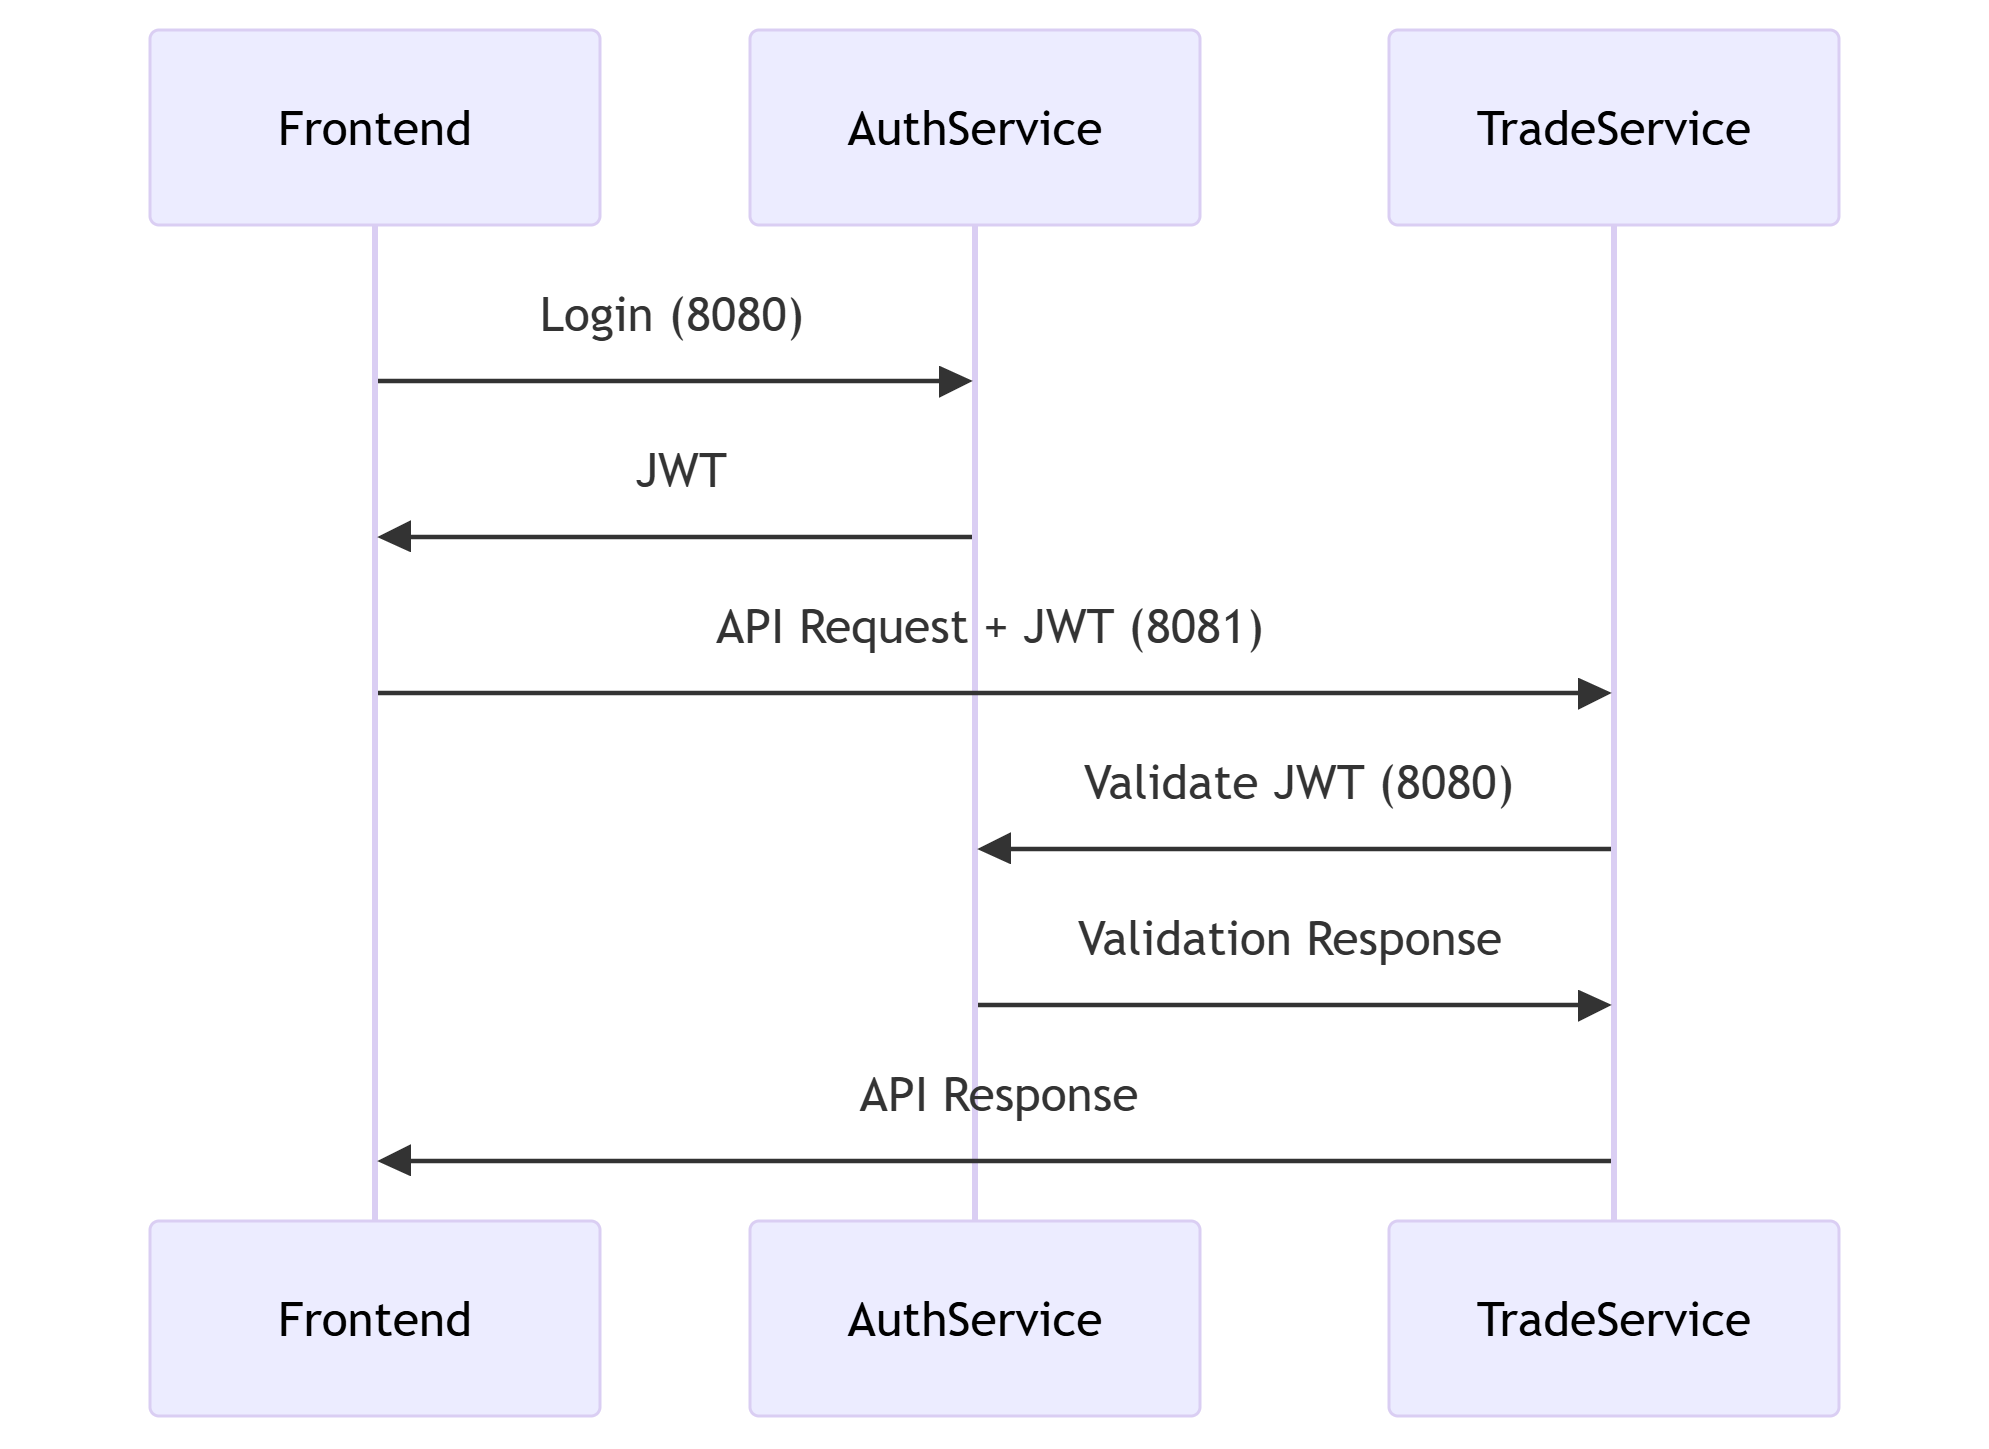 Frontend
AuthService
TradeService
Login (8080)
JWT
API Request + JWT (8081)
Validate JWT (8080)
Validation Response
API Response
Frontend
AuthService
TradeService